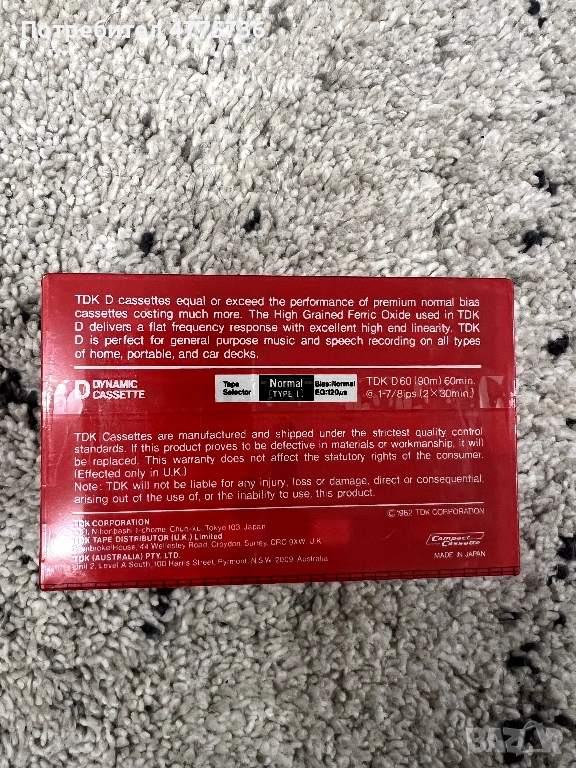 Потребител 4775736
TDK D cassettes equal or exceed the performance of premium normal bias
cassettes costing much more. The High Grained Ferric Oxide used in TDK
D delivers a flat frequency response with excellent high end linearity. TDK
D is perfect for general purpose music and speech recording on all types
of home, portable, and car decks.
D DYNAMIC CASSETTE
Tape Selector
Normal [TYPE I]
Bias:Normal EQ:120μs
TDK D60 (90m) 60min.
@ 1-7/8ips (2×30min.)
TDK Cassettes are manufactured and shipped under the strictest quality control
standards. If this product proves to be defective in materials or workmanship, it will
be replaced. This warranty does not affect the statutory rights of the consumer.
(Effected only in U.K.)
Note: TDK will not be liable for any injury, loss or damage, direct or consequential,
arising out of the use of, or the inability to use, this product.
© 1982 TDK CORPORATION
TDK CORPORATION
Nihonbashi 1-chome, Chuo-ku, Tokyo 103, Japan
TDK TAPE DISTRIBUTOR (U.K.) Limited
Pembroke House, 44 Wellesley Road, Croydon, Surrey, CRC 9XW, U.K.
TDK (AUSTRALIA) PTY. LTD.
Unit 2, Level A South, 100 Harris Street, Pyrmont, N.S.W. 2009, Australia
Compact Cassette
MADE IN JAPAN
BAZAR